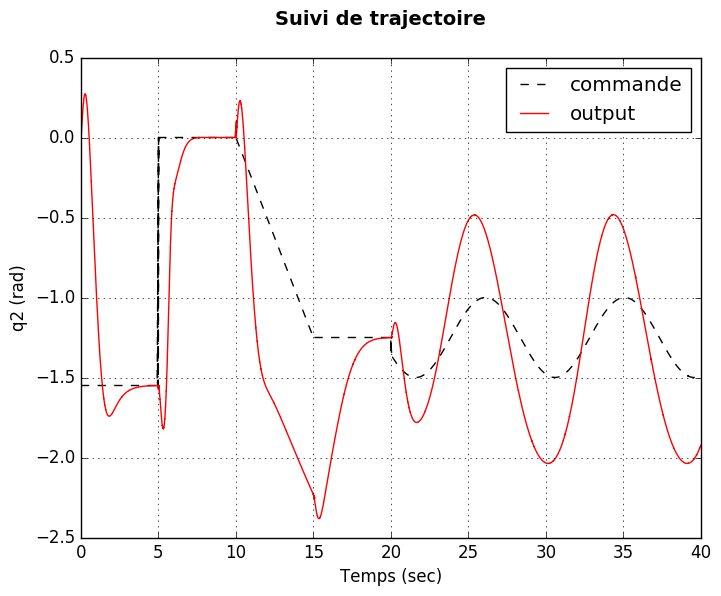 Suivi de trajectoire
commande
output
0.5
0.0
−0.5
−1.0
−1.5
−2.0
−2.5
q2 (rad)
0 5 10 15 20 25 30 35 40
Temps (sec)